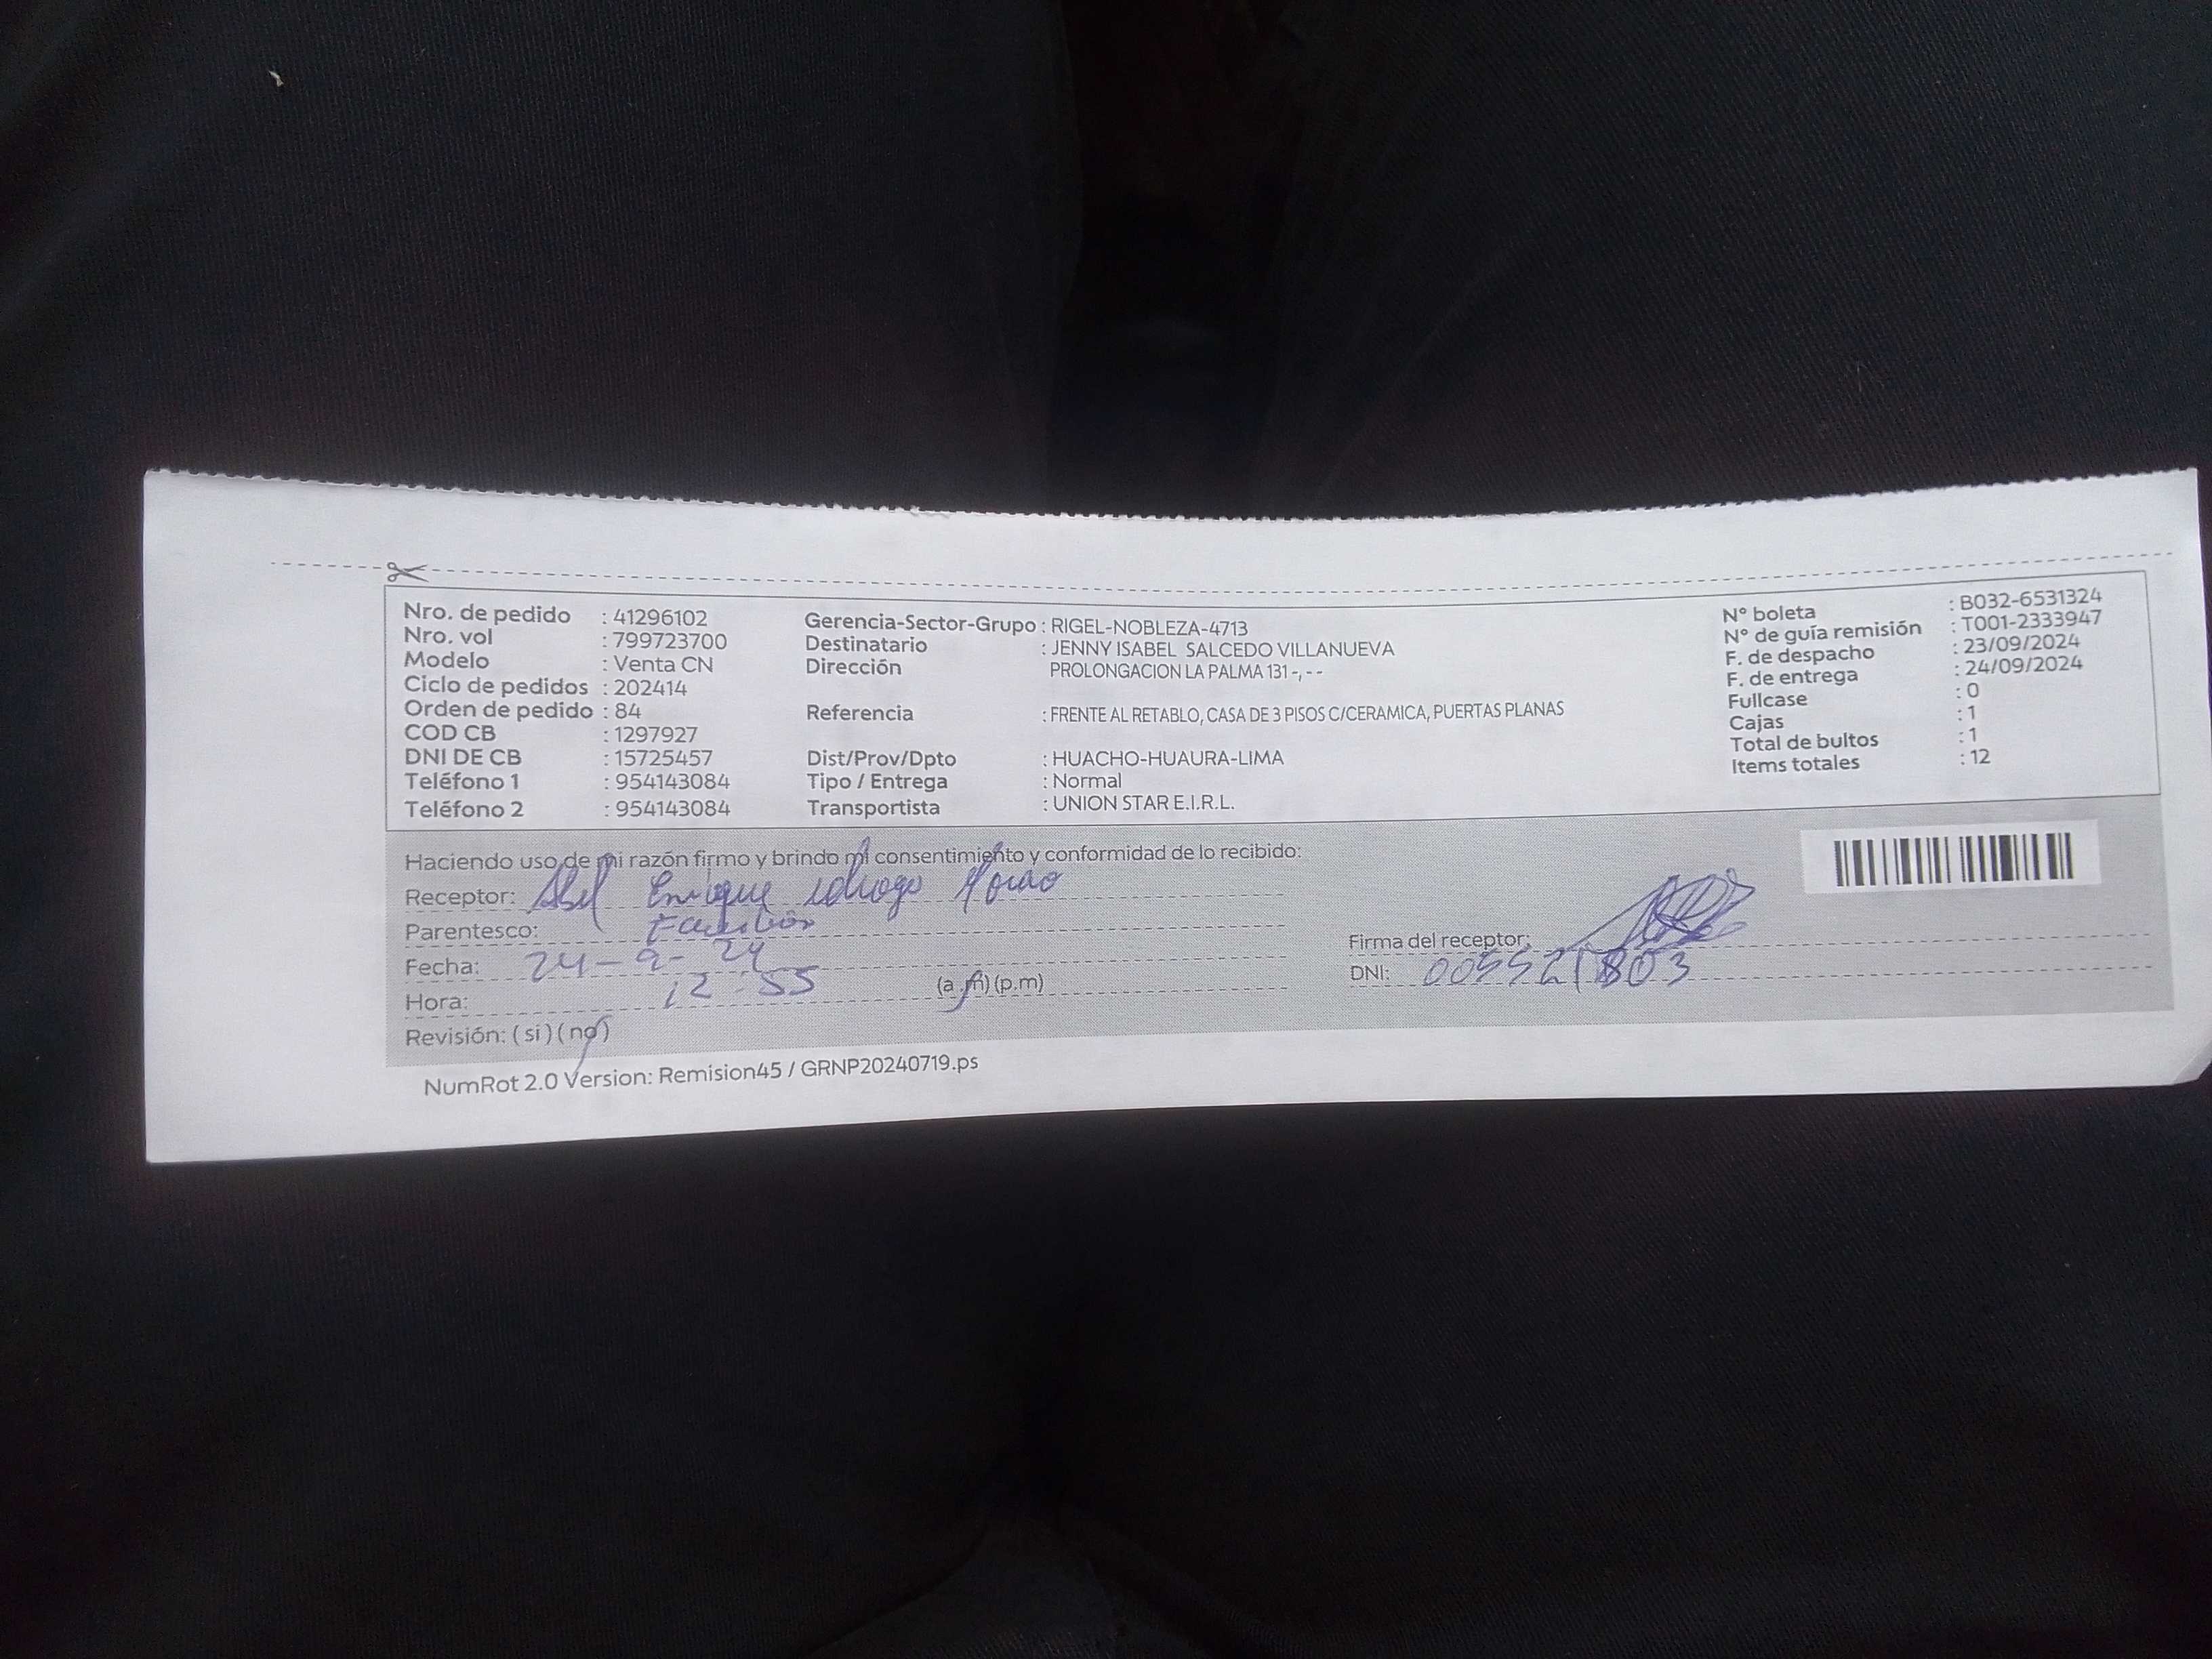 Nro. de pedido : 41296102
Nro. vol : 799723700
Modelo : Venta CN
Ciclo de pedidos : 202414
Orden de pedido : 84
COD CB : 1297927
DNI DE CB : 15725457
Teléfono 1 : 954143084
Teléfono 2 : 954143084
Gerencia-Sector-Grupo : RIGEL-NOBLEZA-4713
Destinatario : JENNY ISABEL SALCEDO VILLANUEVA
Dirección PROLONGACION LA PALMA 131 -, - -
Referencia : FRENTE AL RETABLO, CASA DE 3 PISOS C/CERAMICA, PUERTAS PLANAS
Dist/Prov/Dpto : HUACHO-HUAURA-LIMA
Tipo / Entrega : Normal
Transportista : UNION STAR E.I.R.L.
N° boleta : B032-6531324
N° de guía remisión : T001-2333947
F. de despacho : 23/09/2024
F. de entrega : 24/09/2024
Fullcase : 0
Cajas : 1
Total de bultos : 1
Items totales : 12
Haciendo uso de mi razón firmo y brindo mi consentimiento y conformidad de lo recibido:
Receptor: Abel Enrique
Parentesco:
Fecha: 24-9-24
Hora: 12:55 (a.m) (p.m)
Revisión: (si) (no)
Firma del receptor:
DNI:
NumRot 2.0 Version: Remision45 / GRNP20240719.ps